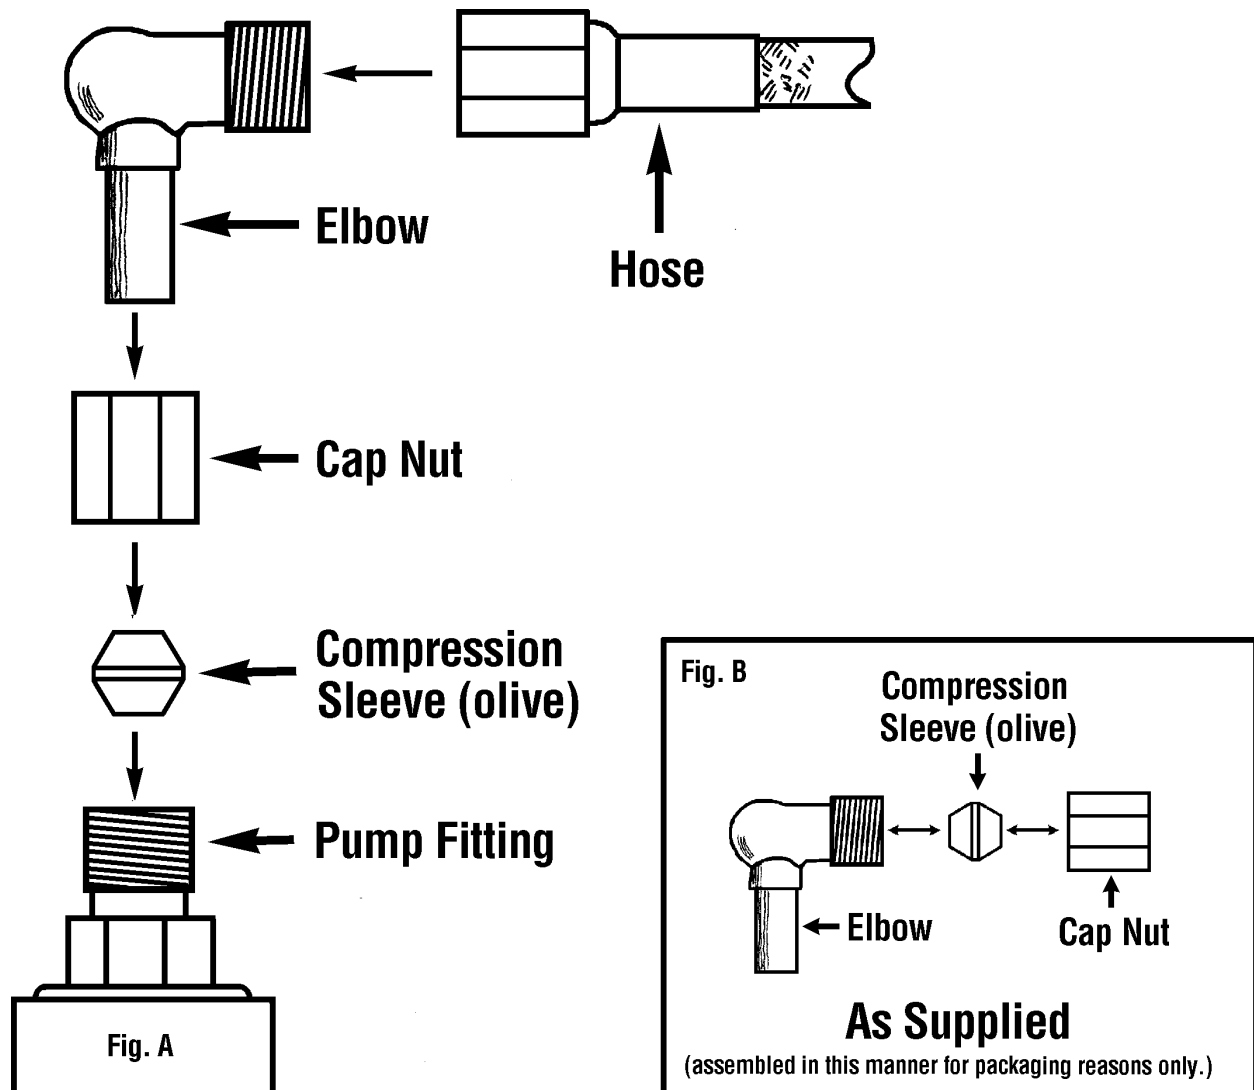 Elbow
Hose
Cap Nut
Compression
Sleeve (olive)
Pump Fitting
Fig. A
Fig. B
Compression
Sleeve (olive)
Elbow
Cap Nut
As Supplied
(assembled in this manner for packaging reasons only.)